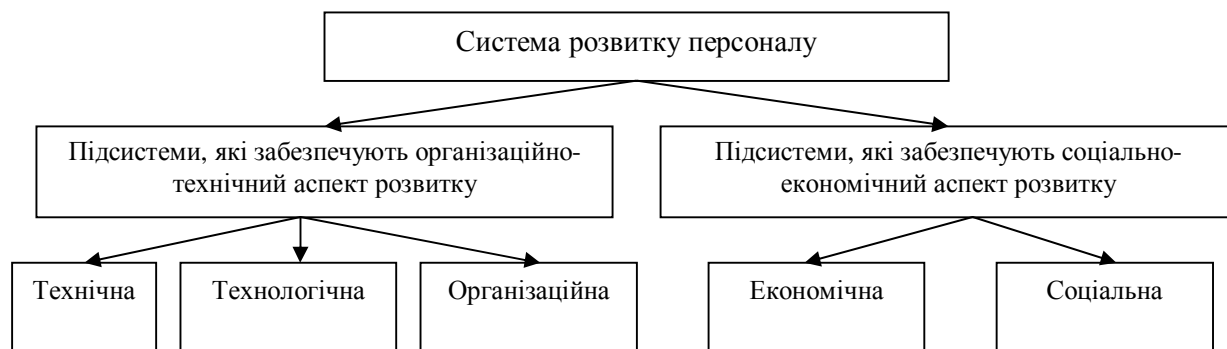 Система розвитку персоналу
Підсистеми, які забезпечують організаційно-
технічний аспект розвитку
Підсистеми, які забезпечують соціально-
економічний аспект розвитку
Технічна
Технологічна
Організаційна
Економічна
Соціальна